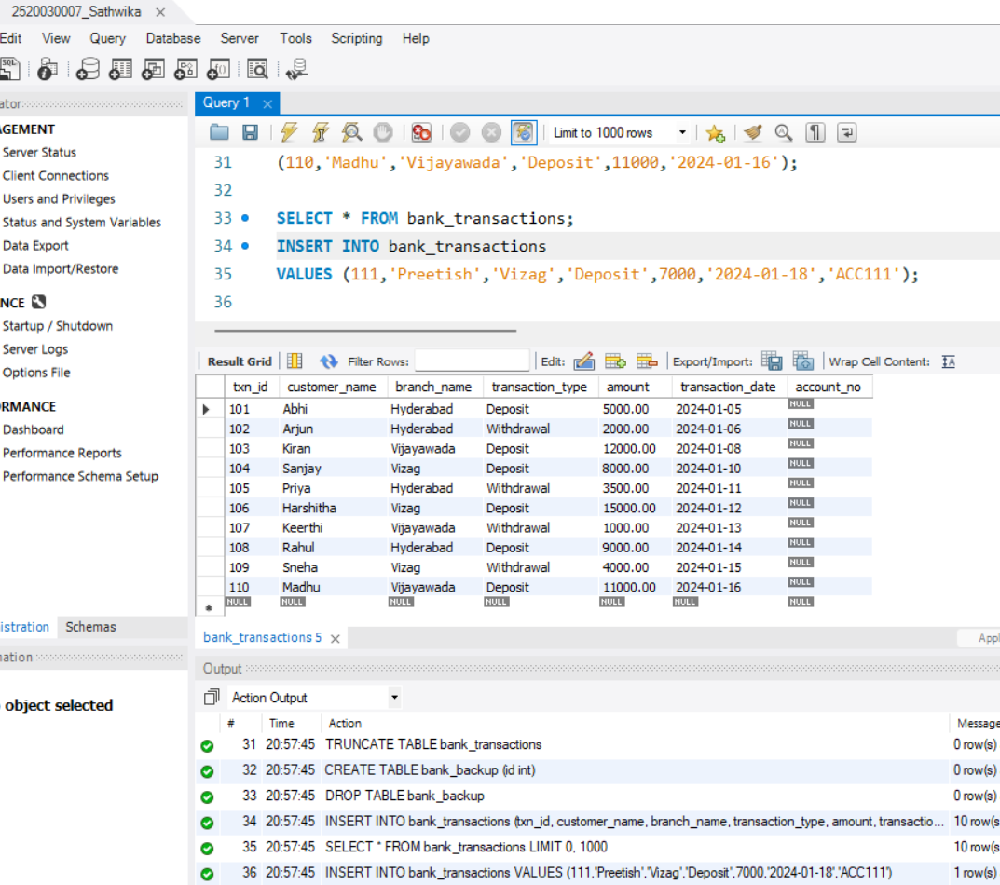 2520030007_Sathwika ×
Edit View Query Database Server Tools Scripting Help
SQL
Query 1 ×
Limit to 1000 rows
AGEMENT
Server Status
Client Connections
Users and Privileges
Status and System Variables
Data Export
Data Import/Restore
NCE
Startup / Shutdown
Server Logs
Options File
RMANCE
Dashboard
Performance Reports
Performance Schema Setup
istration Schemas
object selected
31 (110,'Madhu','Vijayawada','Deposit',11000,'2024-01-16');
32
33 SELECT * FROM bank_transactions;
34 INSERT INTO bank_transactions
35 VALUES (111,'Preetish','Vizag','Deposit',7000,'2024-01-18','ACC111');
36
Result Grid Filter Rows: Edit: Export/Import: Wrap Cell Content: IA
txn_id customer_name branch_name transaction_type amount transaction_date account_no
101 Abhi Hyderabad Deposit 5000.00 2024-01-05 NULL
102 Arjun Hyderabad Withdrawal 2000.00 2024-01-06 NULL
103 Kiran Vijayawada Deposit 12000.00 2024-01-08 NULL
104 Sanjay Vizag Deposit 8000.00 2024-01-10 NULL
105 Priya Hyderabad Withdrawal 3500.00 2024-01-11 NULL
106 Harshitha Vizag Deposit 15000.00 2024-01-12 NULL
107 Keerthi Vijayawada Withdrawal 1000.00 2024-01-13 NULL
108 Rahul Hyderabad Deposit 9000.00 2024-01-14 NULL
109 Sneha Vizag Withdrawal 4000.00 2024-01-15 NULL
110 Madhu Vijayawada Deposit 11000.00 2024-01-16 NULL
NULL NULL NULL NULL NULL NULL NULL
bank_transactions 5 × Appl
Output
Action Output
# Time Action Message
31 20:57:45 TRUNCATE TABLE bank_transactions 0 row(s)
32 20:57:45 CREATE TABLE bank_backup (id int) 0 row(s)
33 20:57:45 DROP TABLE bank_backup 0 row(s)
34 20:57:45 INSERT INTO bank_transactions (txn_id, customer_name, branch_name, transaction_type, amount, transactio... 10 row(s
35 20:57:45 SELECT * FROM bank_transactions LIMIT 0, 1000 10 row(s
36 20:57:45 INSERT INTO bank_transactions VALUES (111,'Preetish','Vizag','Deposit',7000,'2024-01-18','ACC111') 1 row(s)